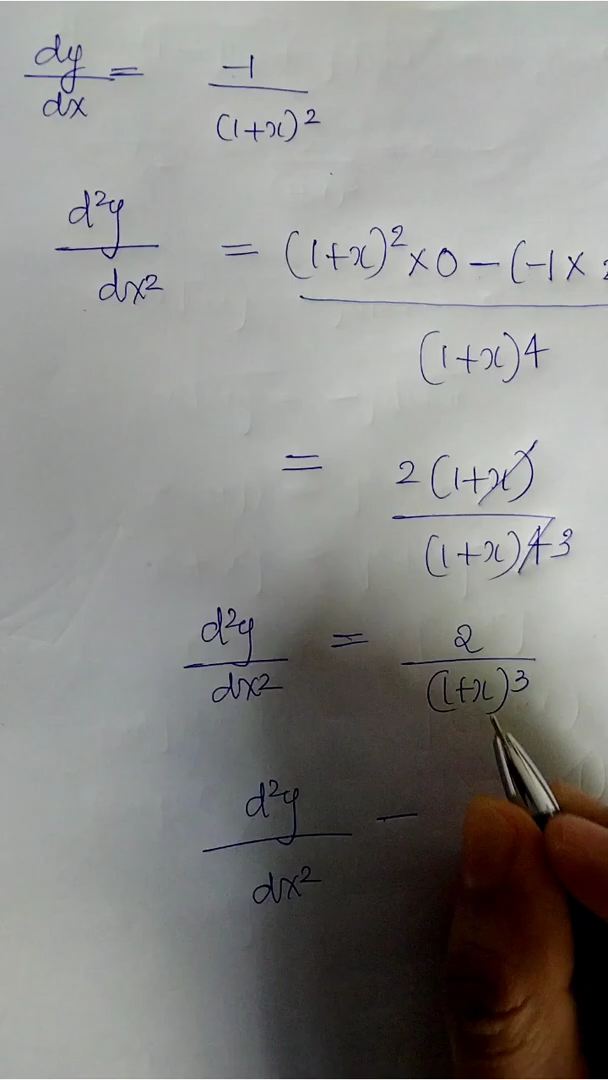 dy/dx = -1/(1+x)²
d²y/dx² = (1+x)²×0-(-1×/(1+x)4
= 2(1+x)/(1+x)4 3
d²y/dx² = 2/(1+x)3
d²y/dx² -